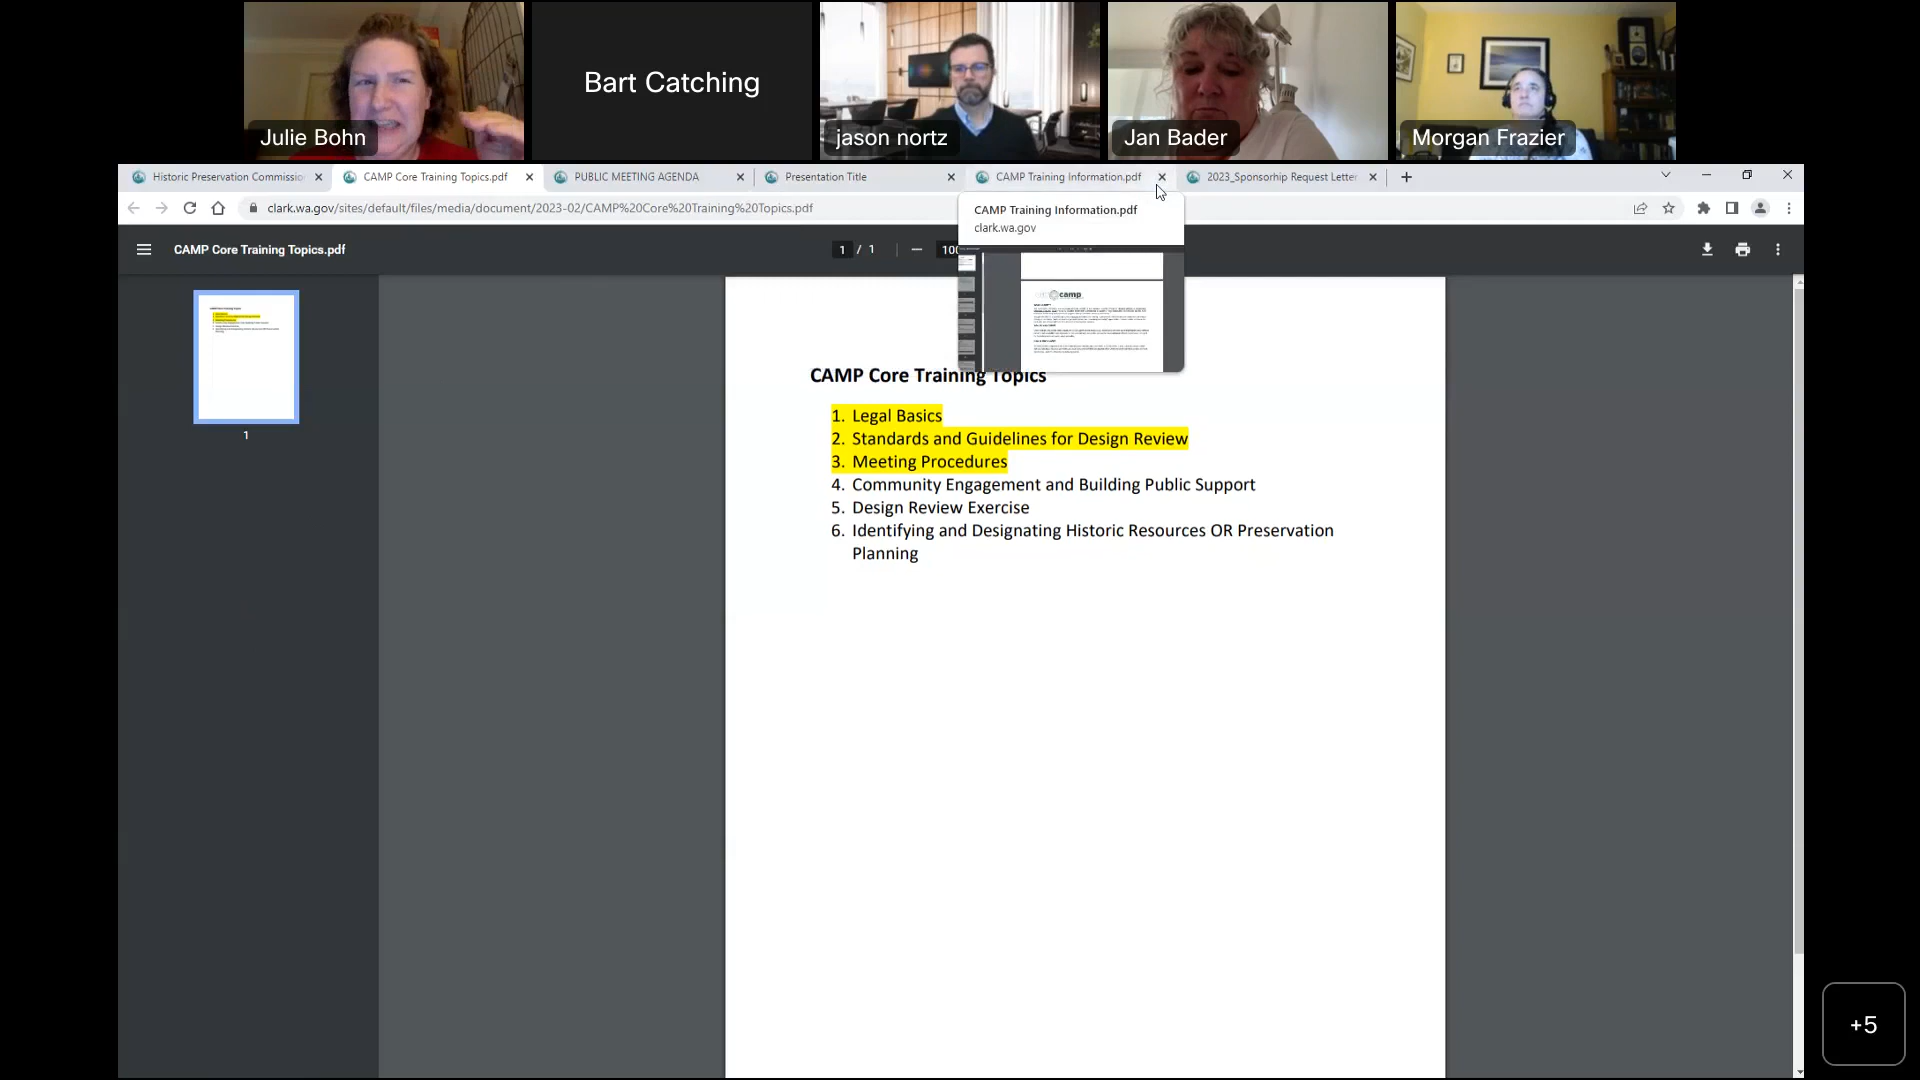 Julie Bohn
Bart Catching
jason nortz
Jan Bader
Morgan Frazier
Historic Preservation Commissio
CAMP Core Training Topics.pdf
PUBLIC MEETING AGENDA
Presentation Title
CAMP Training Information.pdf
2023_Sponsorhip Request Letter
clark.wa.gov/sites/default/files/media/document/2023-02/CAMP%20Core%20Training%20Topics.pdf
CAMP Training Information.pdf
clark.wa.gov
CAMP Core Training Topics.pdf
1 / 1
10
camp
1
CAMP Core Training Topics
1. Legal Basics
2. Standards and Guidelines for Design Review
3. Meeting Procedures
4. Community Engagement and Building Public Support
5. Design Review Exercise
6. Identifying and Designating Historic Resources OR Preservation
Planning
+5